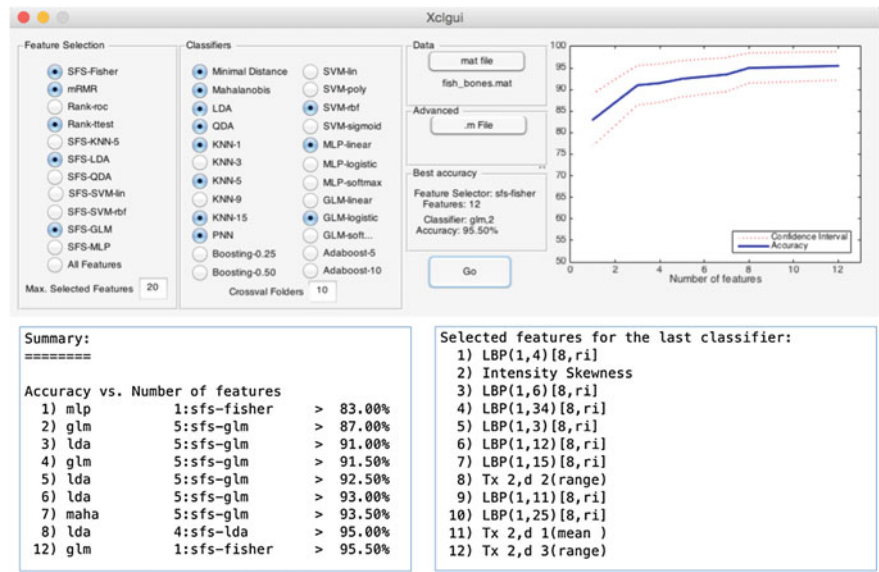 Xclgui
Feature Selection
SFS-Fisher
mRMR
Rank-roc
Rank-ttest
SFS-KNN-5
SFS-LDA
SFS-QDA
SFS-SVM-lin
SFS-SVM-rbf
SFS-GLM
SFS-MLP
All Features
Max. Selected Features 20
Classifiers
Minimal Distance
Mahalanobis
LDA
QDA
KNN-1
KNN-3
KNN-5
KNN-9
KNN-15
PNN
Boosting-0.25
Boosting-0.50
SVM-lin
SVM-poly
SVM-rbf
SVM-sigmoid
MLP-linear
MLP-logistic
MLP-softmax
GLM-linear
GLM-logistic
GLM-soft...
Adaboost-5
Adaboost-10
Crossval Folders 10
Data
mat file
fish_bones.mat
Advanced
.m File
Best accuracy
Feature Selector: sfs-fisher
Features: 12
Classifier: glm,2
Accuracy: 95.50%
Go
100
95
90
85
80
75
70
65
60
55
50
0 2 4 6 8 10 12
Number of features
Confidence Interval
Accuracy
Summary:
========
Accuracy vs. Number of features
1) mlp 1:sfs-fisher > 83.00%
2) glm 5:sfs-glm > 87.00%
3) lda 5:sfs-glm > 91.00%
4) glm 5:sfs-glm > 91.50%
5) lda 5:sfs-glm > 92.50%
6) lda 5:sfs-glm > 93.00%
7) maha 5:sfs-glm > 93.50%
8) lda 4:sfs-lda > 95.00%
12) glm 1:sfs-fisher > 95.50%
Selected features for the last classifier:
1) LBP(1,4)[8,ri]
2) Intensity Skewness
3) LBP(1,6)[8,ri]
4) LBP(1,34)[8,ri]
5) LBP(1,3)[8,ri]
6) LBP(1,12)[8,ri]
7) LBP(1,15)[8,ri]
8) Tx 2,d 2(range)
9) LBP(1,11)[8,ri]
10) LBP(1,25)[8,ri]
11) Tx 2,d 1(mean )
12) Tx 2,d 3(range)